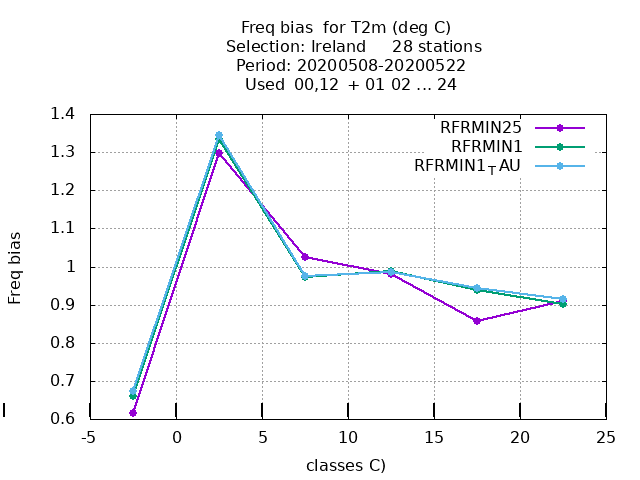 Freq bias  for T2m (deg C)
Selection: Ireland     28 stations
Period: 20200508-20200522
Used  00,12  + 01 02 ... 24
1.4
1.3
1.2
1.1
1
0.9
0.8
0.7
0.6
Freq bias
RFRMIN25
RFRMIN1
RFRMIN1TAU
-5
0
5
10
15
20
25
classes C)